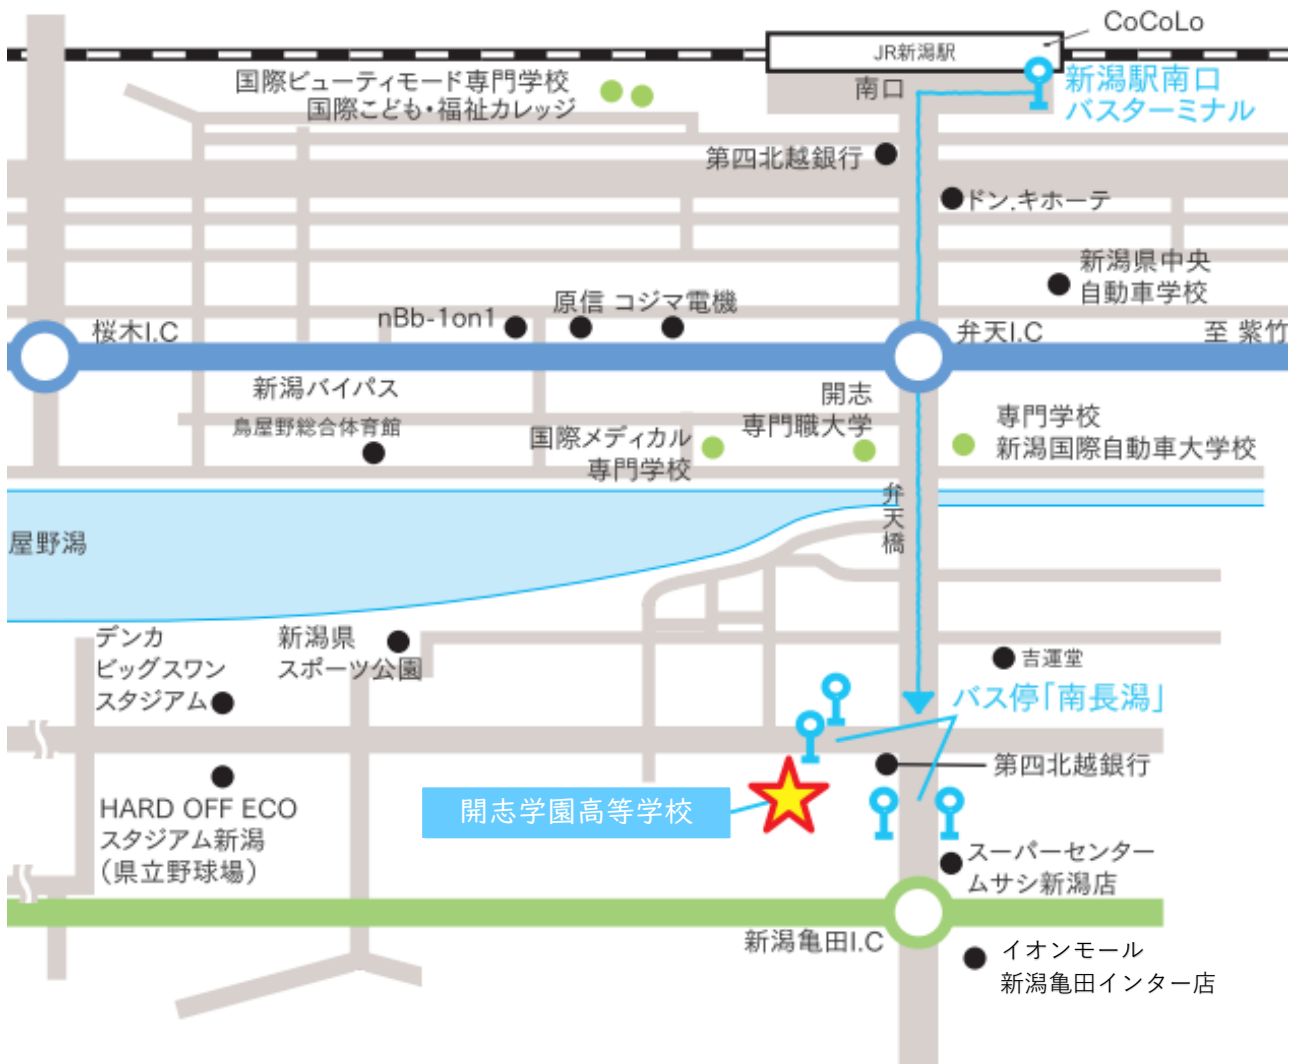 CoCoLo
JR新潟駅
南口
新潟駅南口
バスターミナル
国際ビューティモード専門学校
国際こども・福祉カレッジ
第四北越銀行
ドン.キホーテ
新潟県中央
自動車学校
nBb-1on1
原信 コジマ電機
桜木I.C
弁天I.C
至 紫竹
新潟バイパス
鳥屋野総合体育館
国際メディカル
専門学校
開志
専門職大学
専門学校
新潟国際自動車大学校
弁天橋
屋野潟
デンカ
ビッグスワン
スタジアム
新潟県
スポーツ公園
吉運堂
バス停「南長潟」
第四北越銀行
開志学園高等学校
HARD OFF ECO
スタジアム新潟
（県立野球場）
スーパーセンター
ムサシ新潟店
新潟亀田I.C
イオンモール
新潟亀田インター店